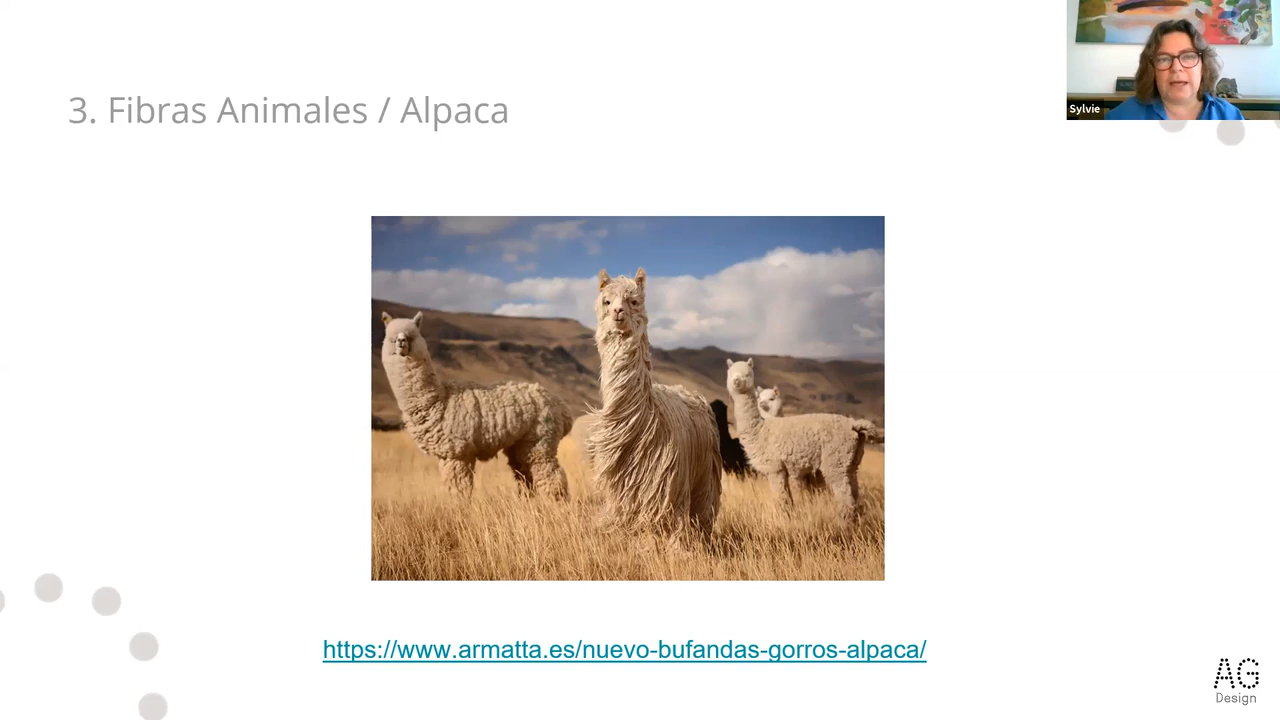 3. Fibras Animales / Alpaca
Sylvie
https://www.armatta.es/nuevo-bufandas-gorros-alpaca/
AG
Design